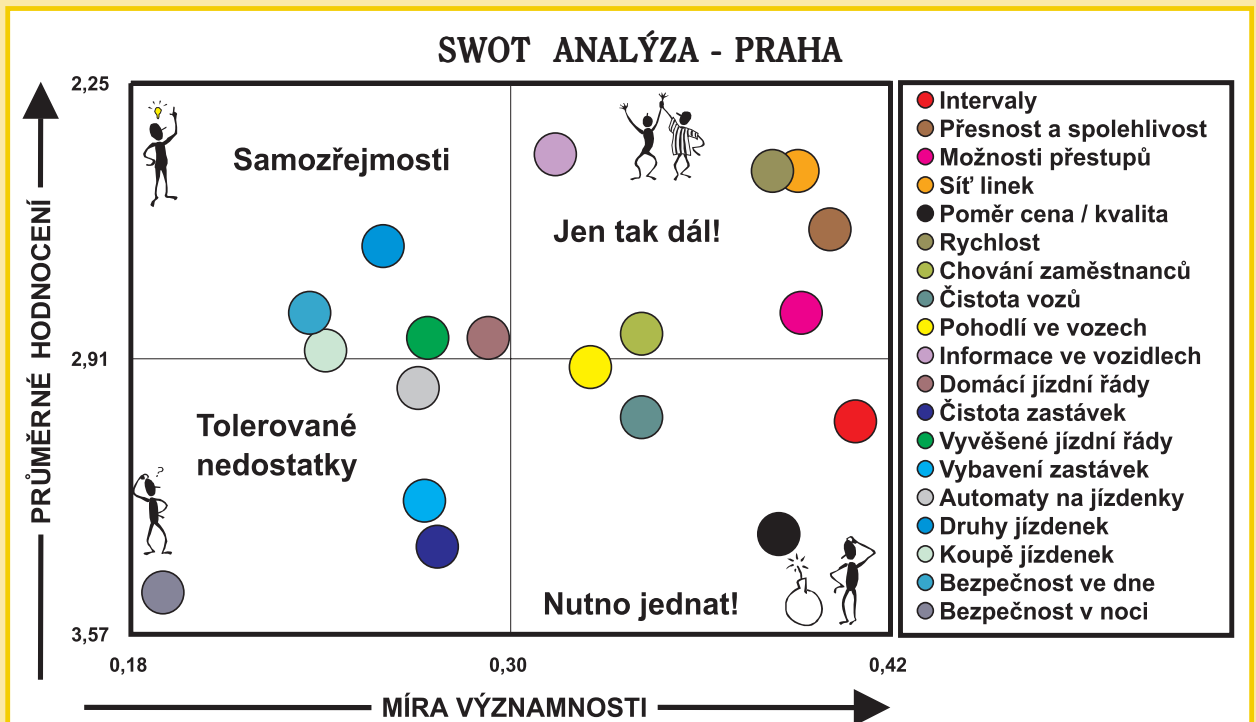 SWOT ANALÝZA - PRAHA
PRŮMĚRNÉ HODNOCENÍ
2,25
2,91
3,57
Samozřejmosti
Jen tak dál!
Tolerované
nedostatky
?
Nutno jednat!
0,18
0,30
0,42
MÍRA VÝZNAMNOSTI
Intervaly
Přesnost a spolehlivost
Možnosti přestupů
Síť linek
Poměr cena / kvalita
Rychlost
Chování zaměstnanců
Čistota vozů
Pohodlí ve vozech
Informace ve vozidlech
Domácí jízdní řády
Čistota zastávek
Vyvěšené jízdní řády
Vybavení zastávek
Automaty na jízdenky
Druhy jízdenek
Koupě jízdenek
Bezpečnost ve dne
Bezpečnost v noci